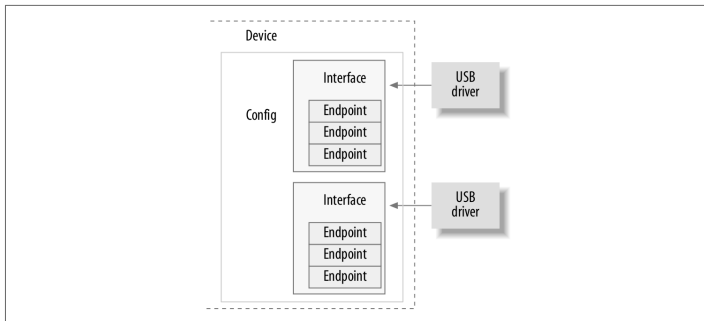 Device
Config
Interface
Endpoint
Endpoint
Endpoint
USB
driver
Interface
Endpoint
Endpoint
Endpoint
USB
driver